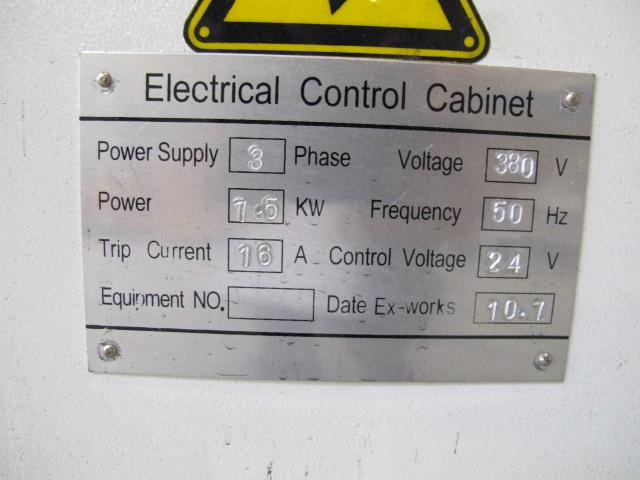 Electrical Control Cabinet
Power Supply 3 Phase Voltage 380 V
Power 7.5 KW Frequency 50 Hz
Trip Current 16 A Control Voltage 24 V
Equipment NO. Date Ex-works 10.7